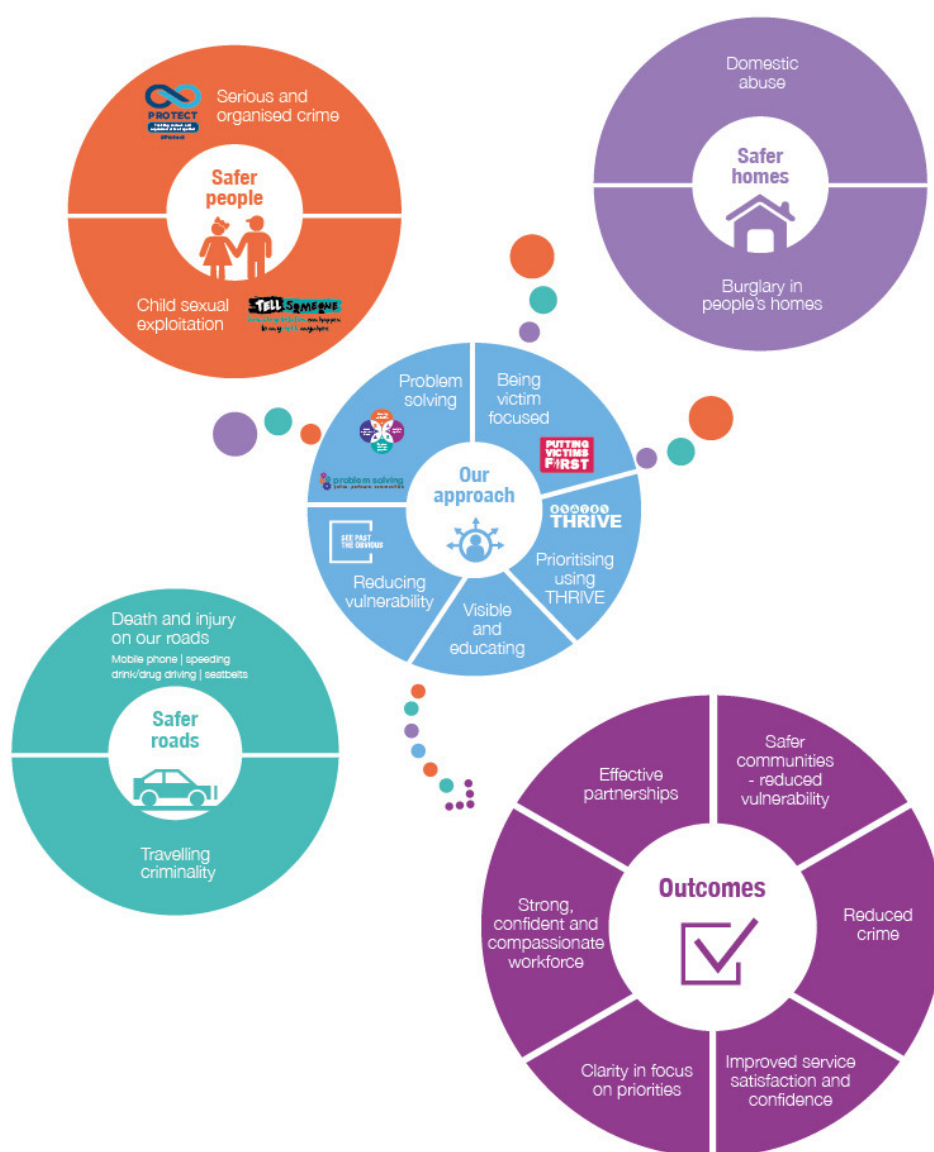 Serious and
organised crime
PROTECT
Safer
people
Child sexual
exploitation
TELL SOMEONE
Domestic
abuse
Safer
homes
Burglary in
people's homes
Problem
solving
problem solving
police partners communities
Being
victim
focused
PUTTING
VICTIMS
FIRST
Our
approach
THRIVE
Prioritising
using
THRIVE
SEE PAST
THE OBVIOUS
Reducing
vulnerability
Visible
and
educating
Death and injury
on our roads
Mobile phone | speeding
drink/drug driving | seatbelts
Safer
roads
Travelling
criminality
Effective
partnerships
Safer
communities
- reduced
vulnerability
Strong,
confident and
compassionate
workforce
Outcomes
Reduced
crime
Clarity in focus
on priorities
Improved service
satisfaction and
confidence